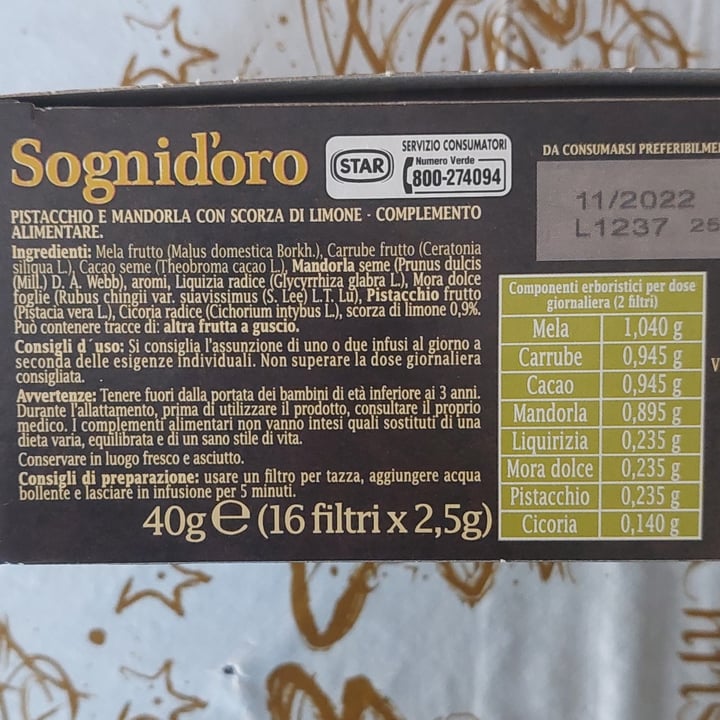 Sognid'oro
STAR
SERVIZIO CONSUMATORI
Numero Verde
800-274094
DA CONSUMARSI PREFERIBILME
11/2022
L1237 25
PISTACCHIO E MANDORLA CON SCORZA DI LIMONE · COMPLEMENTO
ALIMENTARE.
Ingredienti: Mela frutto (Malus domestica Borkh.), Carrube frutto (Ceratonia
siliqua L.), Cacao seme (Theobroma cacao L.), Mandorla seme (Prunus dulcis
(Mill.) D. A. Webb), aromi, Liquizia radice (Glycyrrhiza glabra L.), Mora dolce
foglie (Rubus chingii var. suavissimus (S. Lee) L.T. Lu), Pistacchio frutto
(Pistacia vera L.), Cicoria radice (Cichorium intybus L.), scorza di limone 0,9%.
Può contenere tracce di: altra frutta a guscio.
Consigli d´uso: Si consiglia l'assunzione di uno o due infusi al giorno a
seconda delle esigenze individuali. Non superare la dose giornaliera
consigliata.
Avvertenze: Tenere fuori dalla portata dei bambini di età inferiore ai 3 anni.
Durante l'allattamento, prima di utilizzare il prodotto, consultare il proprio
medico. I complementi alimentari non vanno intesi quali sostituti di una
dieta varia, equilibrata e di un sano stile di vita.
Conservare in luogo fresco e asciutto.
Consigli di preparazione: usare un filtro per tazza, aggiungere acqua
bollente e lasciare in infusione per 5 minuti.
40g e (16 filtri x 2,5g)
Componenti erboristici per dose
giornaliera (2 filtri)
Mela 1,040 g
Carrube 0,945 g
Cacao 0,945 g
Mandorla 0,895 g
Liquirizia 0,235 g
Mora dolce 0,235 g
Pistacchio 0,235 g
Cicoria 0,140 g
V